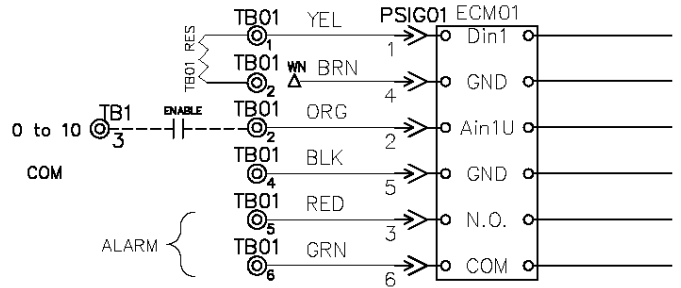 TB01 YEL PSIG01 ECM01
1 1 Din1
TB01 RES
TB01 WN BRN
2 4 GND
0 to 10 TB1 ENABLE TB01 ORG
3 2 2 Ain1U
COM TB01 BLK
4 5 GND
TB01 RED
5 3 N.O.
ALARM
TB01 GRN
6 6 COM